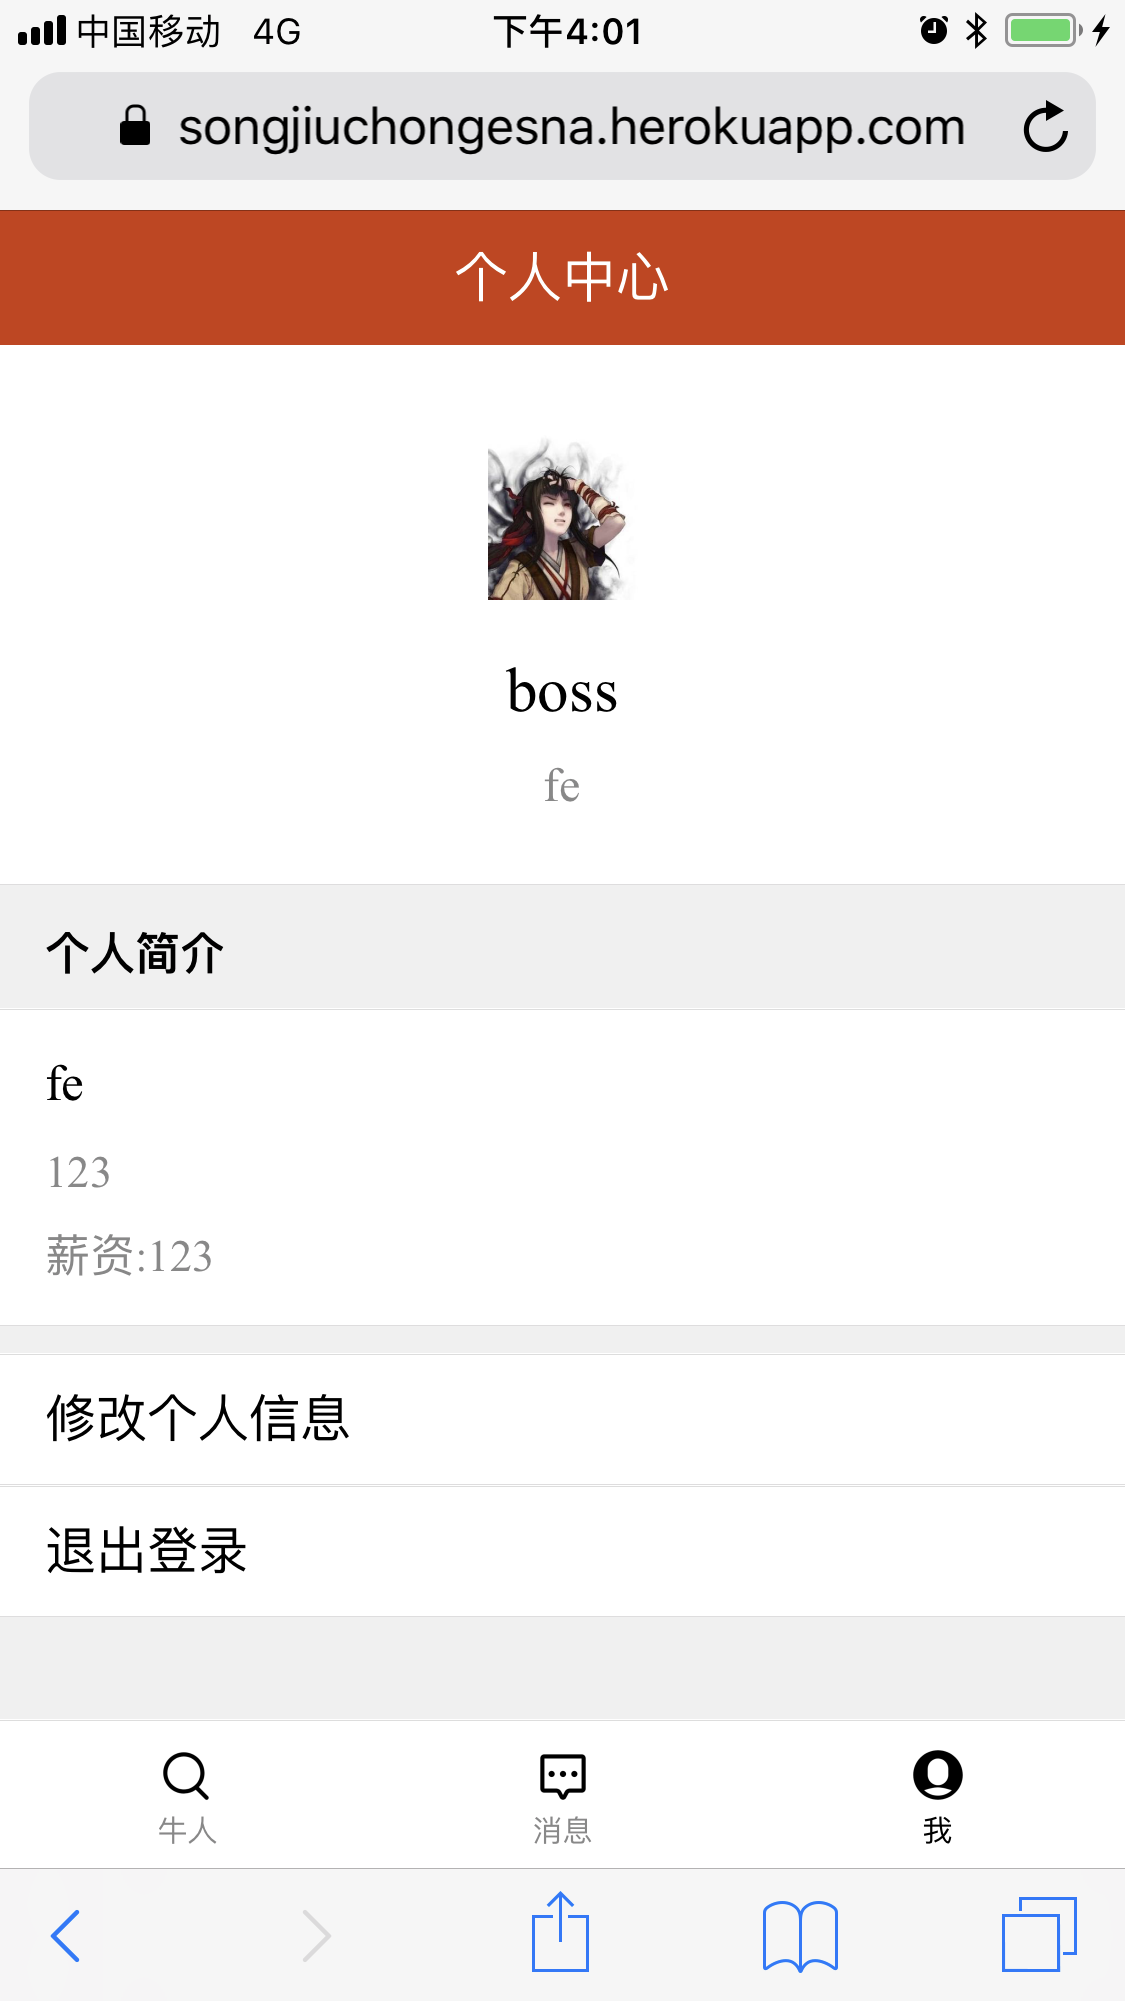 中国移动 4G 下午4:01
songjiuchongesna.herokuapp.com
个人中心
boss
fe
个人简介
fe
123
薪资:123
修改个人信息
退出登录
牛人 消息 我